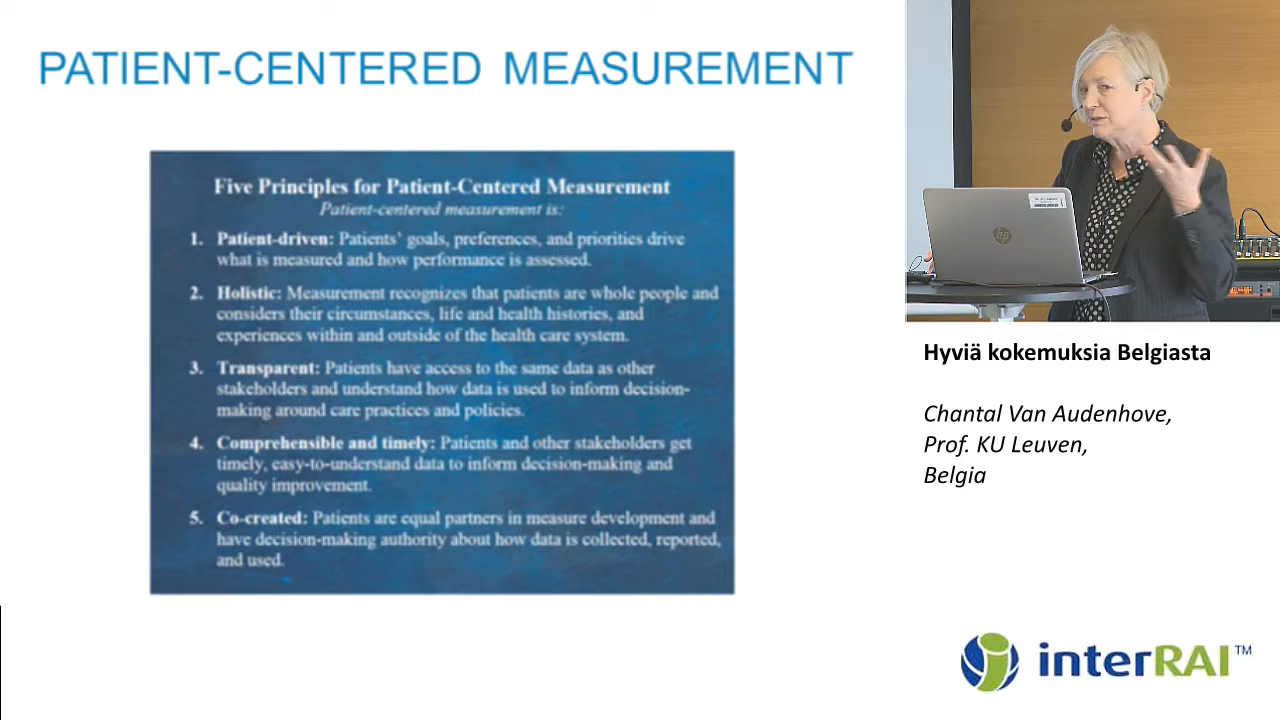 PATIENT-CENTERED MEASUREMENT
Five Principles for Patient-Centered Measurement
Patient-centered measurement is:
1. Patient-driven: Patients' goals, preferences, and priorities drive
what is measured and how performance is assessed.
2. Holistic: Measurement recognizes that patients are whole people and
considers their circumstances, life and health histories, and
experiences within and outside of the health care system.
3. Transparent: Patients have access to the same data as other
stakeholders and understand how data is used to inform decision-
making around care practices and policies.
4. Comprehensible and timely: Patients and other stakeholders get
timely, easy-to-understand data to inform decision-making and
quality improvement.
5. Co-created: Patients are equal partners in measure development and
have decision-making authority about how data is collected, reported,
and used.
hp
Hyviä kokemuksia Belgiasta
Chantal Van Audenhove,
Prof. KU Leuven,
Belgia
interRAI™